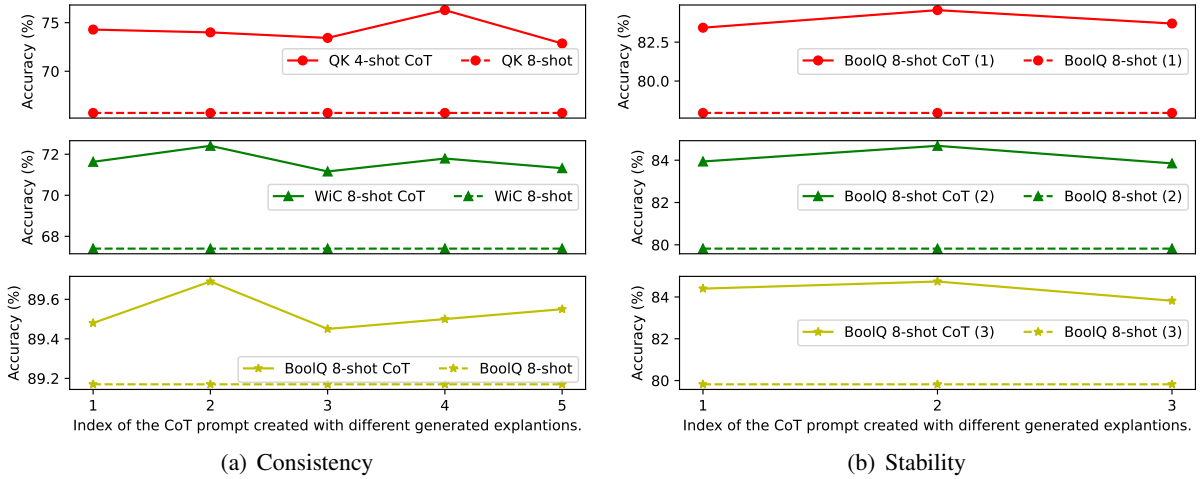 Accuracy (%)
75
70
QK 4-shot CoT
QK 8-shot
Accuracy (%)
72
70
68
WiC 8-shot CoT
WiC 8-shot
Accuracy (%)
89.6
89.4
89.2
BoolQ 8-shot CoT
BoolQ 8-shot
1 2 3 4 5
Index of the CoT prompt created with different generated explantions.
(a) Consistency
Accuracy (%)
82.5
80.0
BoolQ 8-shot CoT (1)
BoolQ 8-shot (1)
Accuracy (%)
84
82
80
BoolQ 8-shot CoT (2)
BoolQ 8-shot (2)
Accuracy (%)
84
82
80
BoolQ 8-shot CoT (3)
BoolQ 8-shot (3)
1 2 3
Index of the CoT prompt created with different generated explantions.
(b) Stability